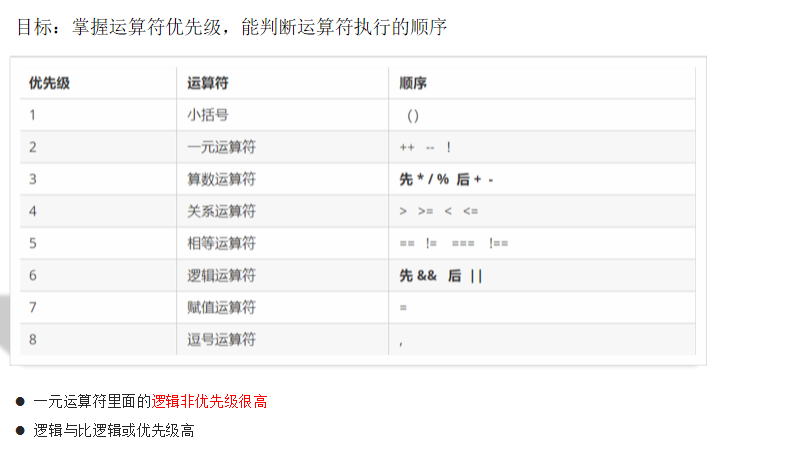 目标：掌握运算符优先级，能判断运算符执行的顺序
优先级 运算符 顺序
1 小括号 ()
2 一元运算符 ++ -- !
3 算数运算符 先 * / % 后 + -
4 关系运算符 > >= < <=
5 相等运算符 == != === !==
6 逻辑运算符 先 && 后 ||
7 赋值运算符 =
8 逗号运算符 ,
● 一元运算符里面的逻辑非优先级很高
● 逻辑与比逻辑或优先级高